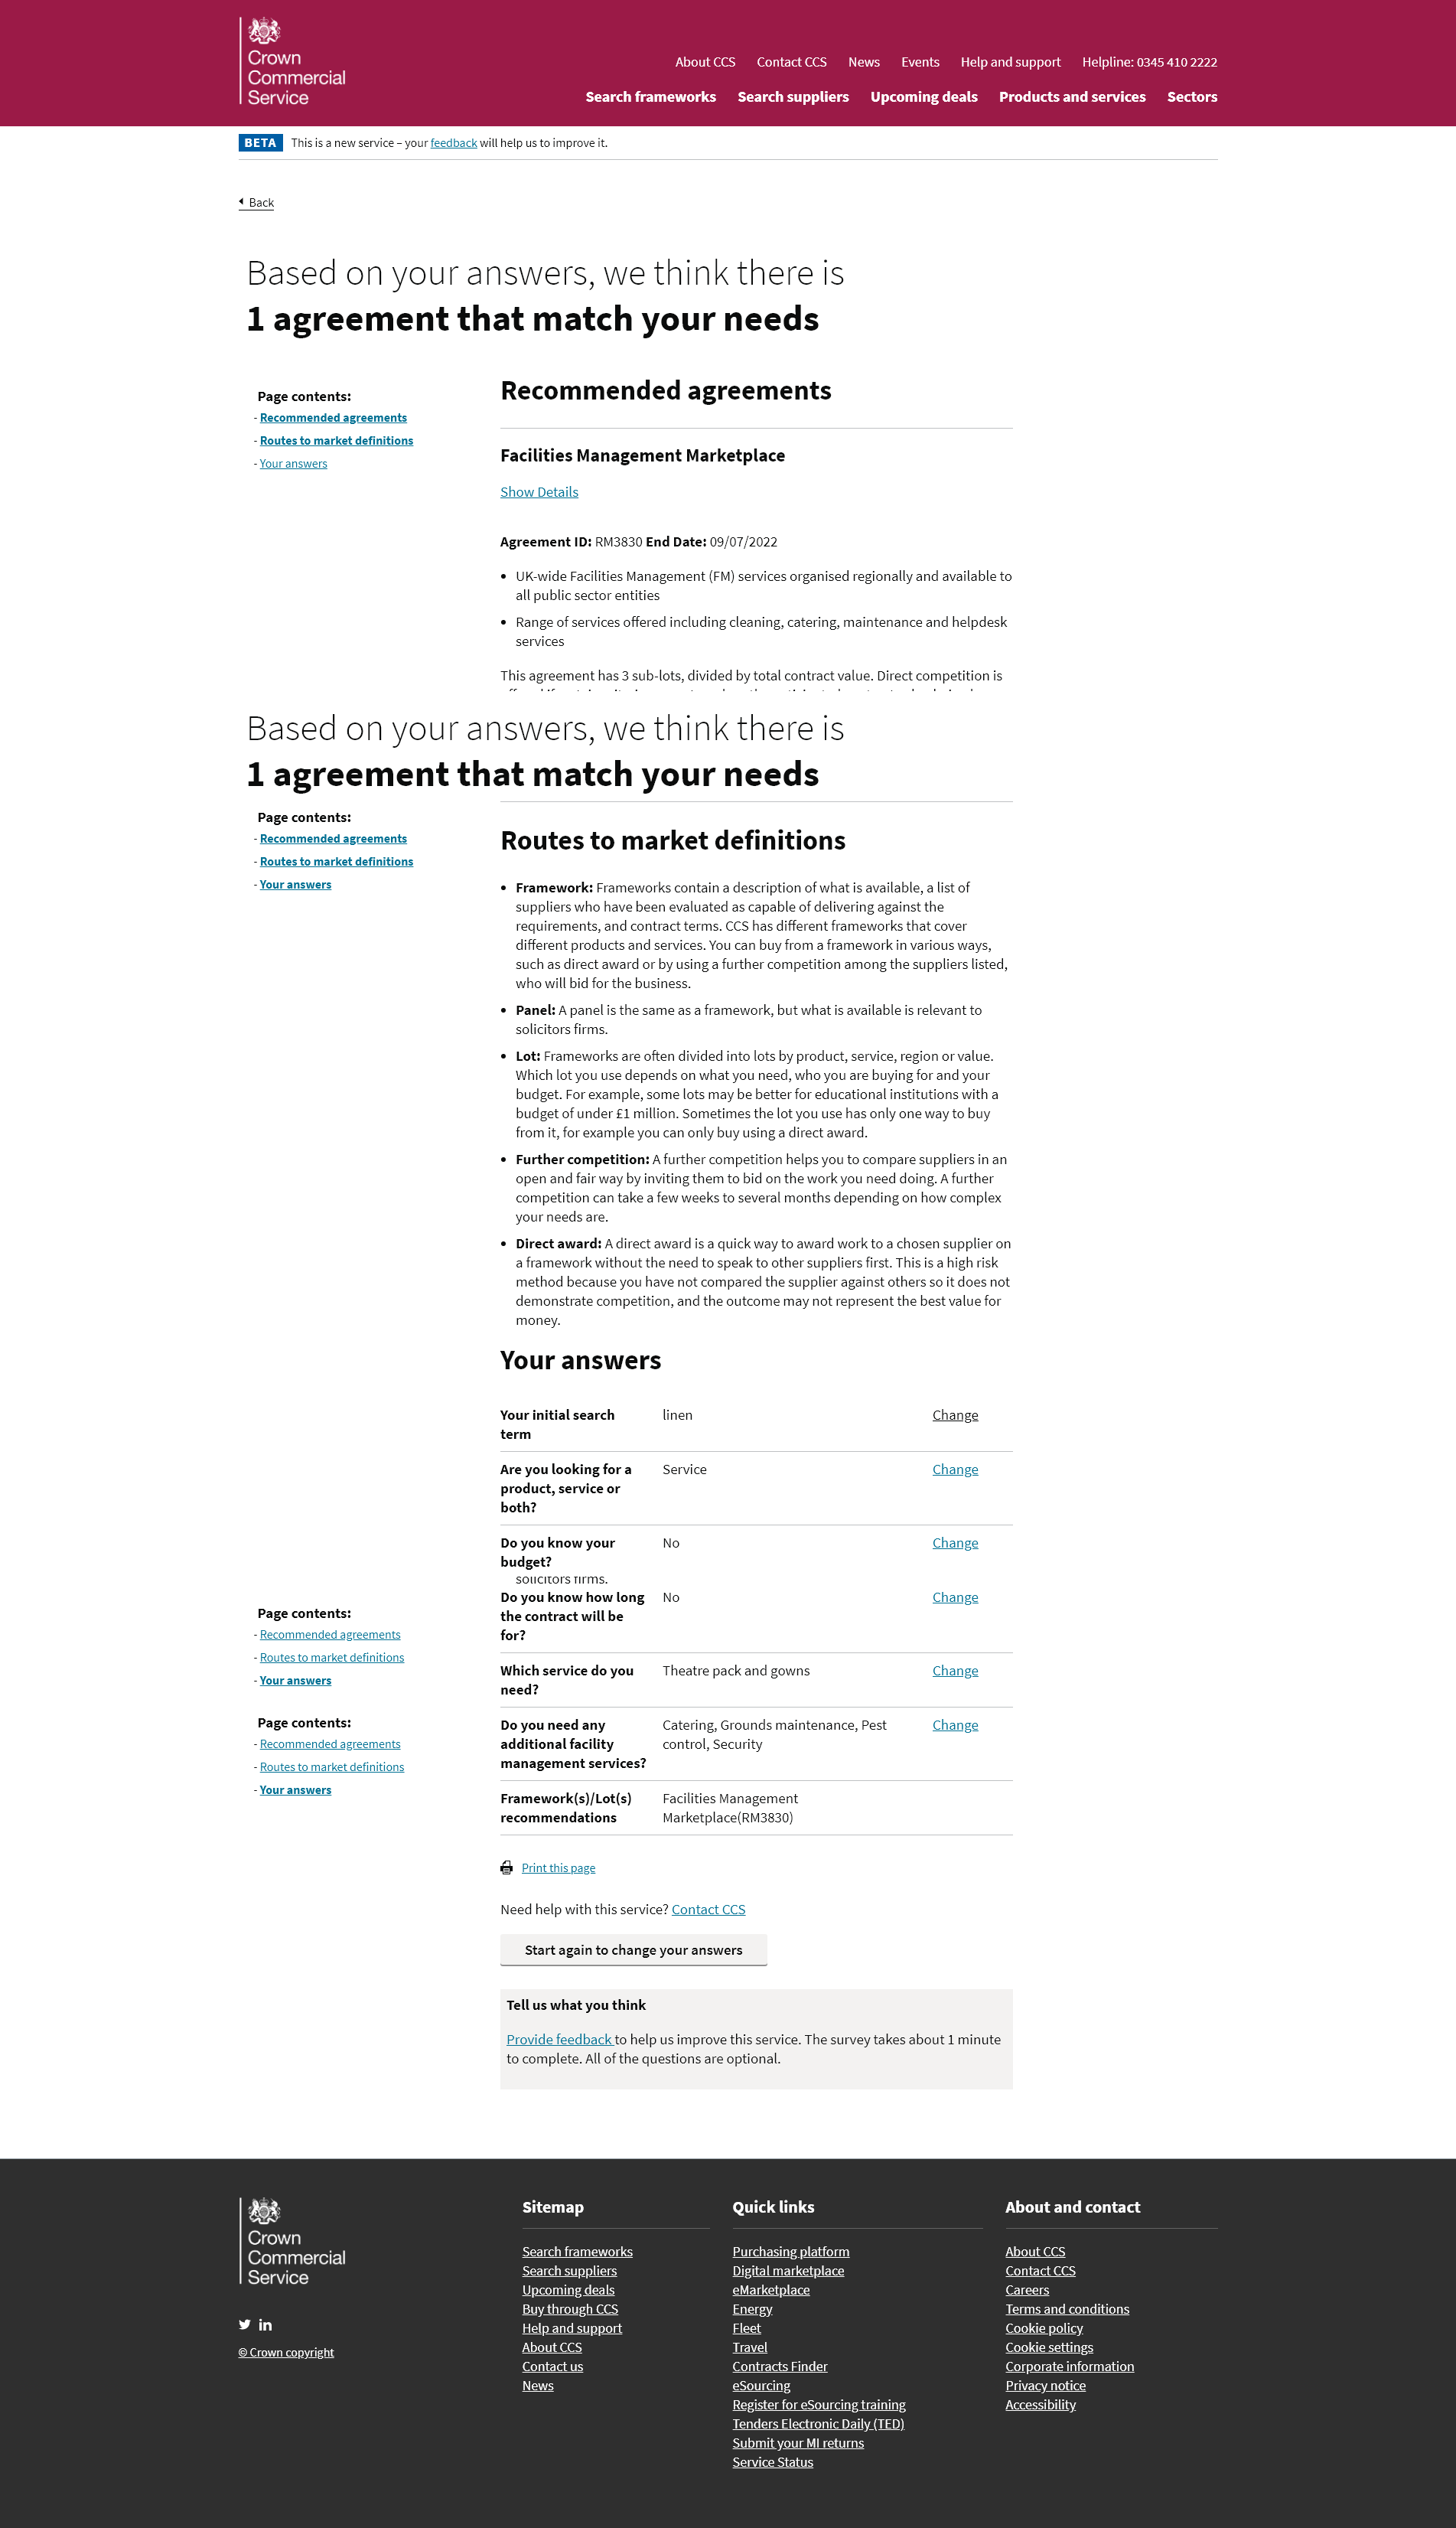 Crown
Commercial
Service
About CCS Contact CCS News Events Help and support Helpline: 0345 410 2222
Search frameworks Search suppliers Upcoming deals Products and services Sectors
BETA This is a new service – your feedback will help us to improve it.
Back
Based on your answers, we think there is
1 agreement that match your needs
Page contents:
- Recommended agreements
- Routes to market definitions
- Your answers
Recommended agreements
Facilities Management Marketplace
Show Details
Agreement ID: RM3830 End Date: 09/07/2022
• UK-wide Facilities Management (FM) services organised regionally and available to
all public sector entities
• Range of services offered including cleaning, catering, maintenance and helpdesk
services
This agreement has 3 sub-lots, divided by total contract value. Direct competition is
Based on your answers, we think there is
1 agreement that match your needs
Page contents:
- Recommended agreements
- Routes to market definitions
- Your answers
Routes to market definitions
• Framework: Frameworks contain a description of what is available, a list of
suppliers who have been evaluated as capable of delivering against the
requirements, and contract terms. CCS has different frameworks that cover
different products and services. You can buy from a framework in various ways,
such as direct award or by using a further competition among the suppliers listed,
who will bid for the business.
• Panel: A panel is the same as a framework, but what is available is relevant to
solicitors firms.
• Lot: Frameworks are often divided into lots by product, service, region or value.
Which lot you use depends on what you need, who you are buying for and your
budget. For example, some lots may be better for educational institutions with a
budget of under £1 million. Sometimes the lot you use has only one way to buy
from it, for example you can only buy using a direct award.
• Further competition: A further competition helps you to compare suppliers in an
open and fair way by inviting them to bid on the work you need doing. A further
competition can take a few weeks to several months depending on how complex
your needs are.
• Direct award: A direct award is a quick way to award work to a chosen supplier on
a framework without the need to speak to other suppliers first. This is a high risk
method because you have not compared the supplier against others so it does not
demonstrate competition, and the outcome may not represent the best value for
money.
Your answers
Your initial search linen Change
term
Are you looking for a Service Change
product, service or
both?
Do you know your No Change
budget?
solicitors firms.
Do you know how long No Change
the contract will be
for?
Page contents:
- Recommended agreements
- Routes to market definitions
- Your answers
Which service do you Theatre pack and gowns Change
need?
Page contents:
- Recommended agreements
- Routes to market definitions
- Your answers
Do you need any Catering, Grounds maintenance, Pest Change
additional facility control, Security
management services?
Framework(s)/Lot(s) Facilities Management
recommendations Marketplace(RM3830)
Print this page
Need help with this service? Contact CCS
Start again to change your answers
Tell us what you think
Provide feedback to help us improve this service. The survey takes about 1 minute
to complete. All of the questions are optional.
Crown
Commercial
Service
© Crown copyright
Sitemap
Search frameworks
Search suppliers
Upcoming deals
Buy through CCS
Help and support
About CCS
Contact us
News
Quick links
Purchasing platform
Digital marketplace
eMarketplace
Energy
Fleet
Travel
Contracts Finder
eSourcing
Register for eSourcing training
Tenders Electronic Daily (TED)
Submit your MI returns
Service Status
About and contact
About CCS
Contact CCS
Careers
Terms and conditions
Cookie policy
Cookie settings
Corporate information
Privacy notice
Accessibility